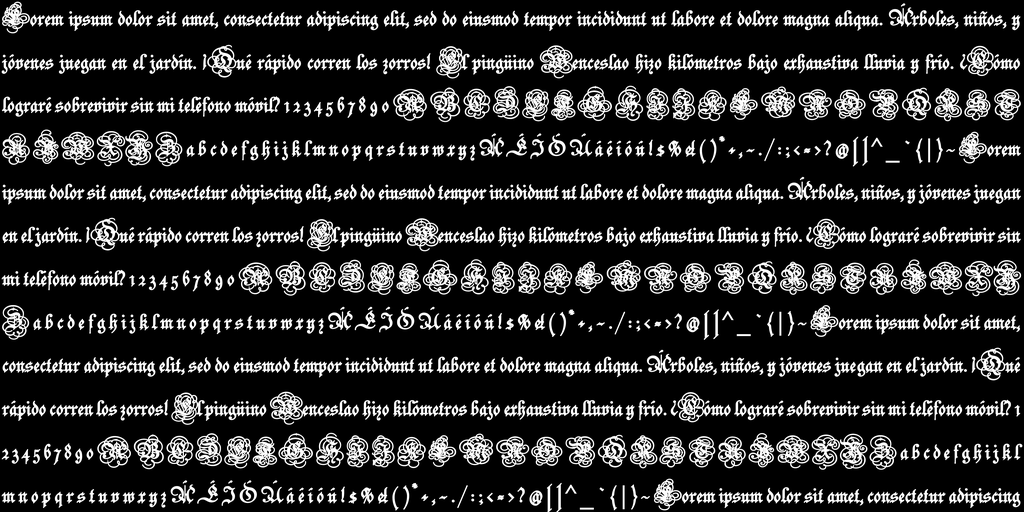 Lorem ipsum dolor sit amet, consectetur adipiscing elit, sed do eiusmod tempor incididunt ut labore et dolore magna aliqua. Árboles, niños, y
jóvenes juegan en el jardín. ¡Qué rápido corren los zorros! El pingüino Wenceslao hizo kilómetros bajo exhaustiva lluvia y frío. ¿Cómo
lograré sobrevivir sin mi teléfono móvil? 1 2 3 4 5 6 7 8 9 0 A B C D E F G H I J K L M N O P Q R S T
U V W X Y Z a b c d e f g h i j k l m n o p q r s t u v w x y z Á É Í Ó Ú á é í ó ú ! $ % & ( ) * + , - . / : ; < = > ? @ [ ] ^ _ ` { | } ~ Lorem
ipsum dolor sit amet, consectetur adipiscing elit, sed do eiusmod tempor incididunt ut labore et dolore magna aliqua. Árboles, niños, y jóvenes juegan
en el jardín. ¡Qué rápido corren los zorros! El pingüino Wenceslao hizo kilómetros bajo exhaustiva lluvia y frío. ¿Cómo lograré sobrevivir sin
mi teléfono móvil? 1 2 3 4 5 6 7 8 9 0 A B C D E F G H I J K L M N O P Q R S T U V W X Y
Z a b c d e f g h i j k l m n o p q r s t u v w x y z Á É Í Ó Ú á é í ó ú ! $ % & ( ) * + , - . / : ; < = > ? @ [ ] ^ _ ` { | } ~ Lorem ipsum dolor sit amet,
consectetur adipiscing elit, sed do eiusmod tempor incididunt ut labore et dolore magna aliqua. Árboles, niños, y jóvenes juegan en el jardín. ¡Qué
rápido corren los zorros! El pingüino Wenceslao hizo kilómetros bajo exhaustiva lluvia y frío. ¿Cómo lograré sobrevivir sin mi teléfono móvil? 1
2 3 4 5 6 7 8 9 0 A B C D E F G H I J K L M N O P Q R S T U V W X Y Z a b c d e f g h i j k l
m n o p q r s t u v w x y z Á É Í Ó Ú á é í ó ú ! $ % & ( ) * + , - . / : ; < = > ? @ [ ] ^ _ ` { | } ~ Lorem ipsum dolor sit amet, consectetur adipiscing